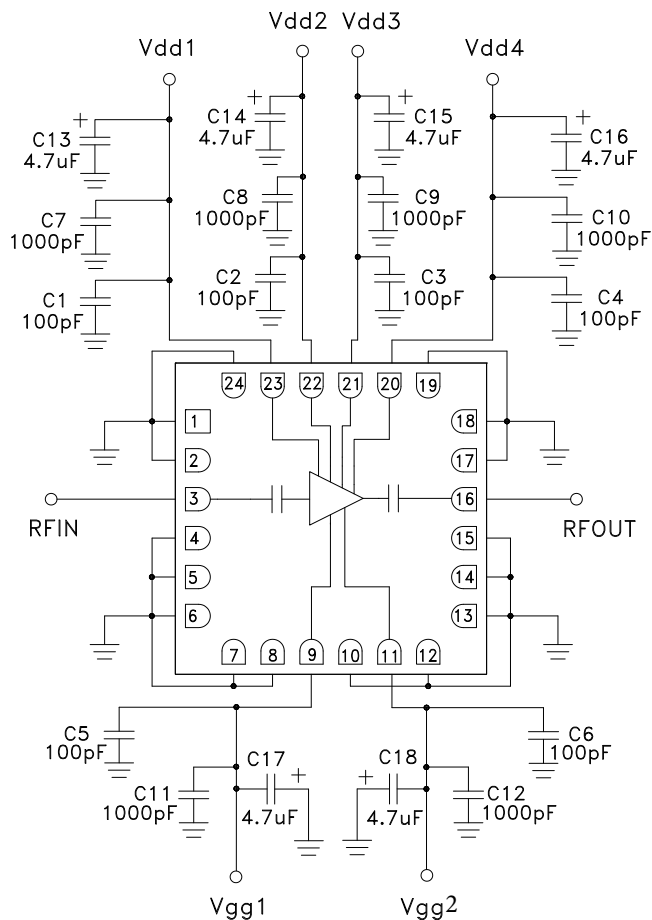 Vdd1
Vdd2
Vdd3
Vdd4
+
C13
4.7uF
+
C14
4.7uF
+
C15
4.7uF
+
C16
4.7uF
C7
1000pF
C8
1000pF
C9
1000pF
C10
1000pF
C1
100pF
C2
100pF
C3
100pF
C4
100pF
24
23
22
21
20
19
1
18
2
17
3
16
RFIN
RFOUT
4
15
5
14
6
13
7
8
9
10
11
12
C5
100pF
C6
100pF
C17
+
4.7uF
C18
+
4.7uF
C11
1000pF
C12
1000pF
Vgg1
Vgg2